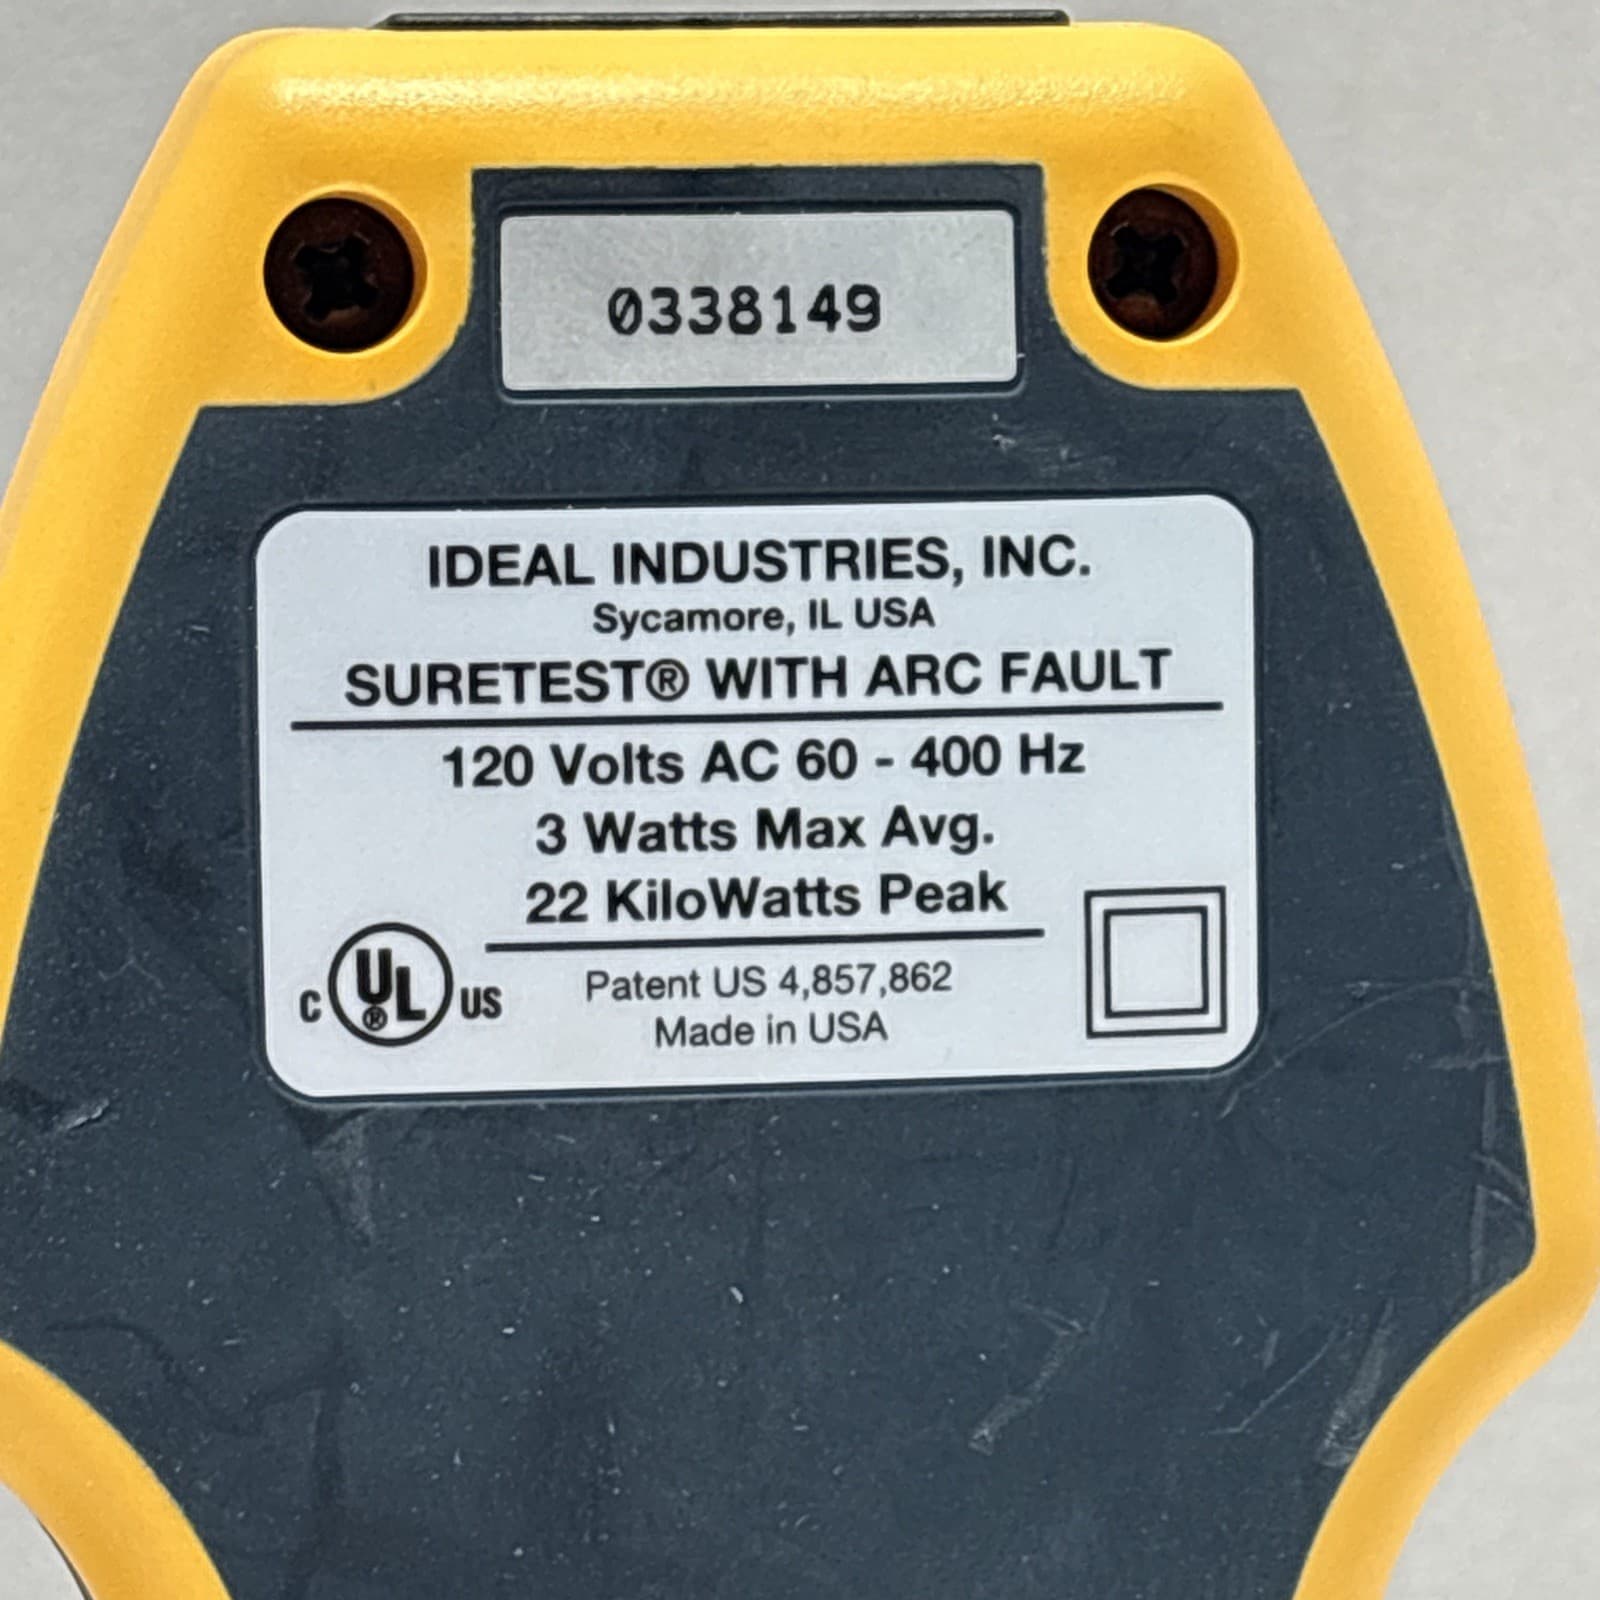 0338149
IDEAL INDUSTRIES, INC.
Sycamore, IL USA
SURETEST® WITH ARC FAULT
120 Volts AC 60 - 400 Hz
3 Watts Max Avg.
22 KiloWatts Peak
C UL® US
Patent US 4,857,862
Made in USA